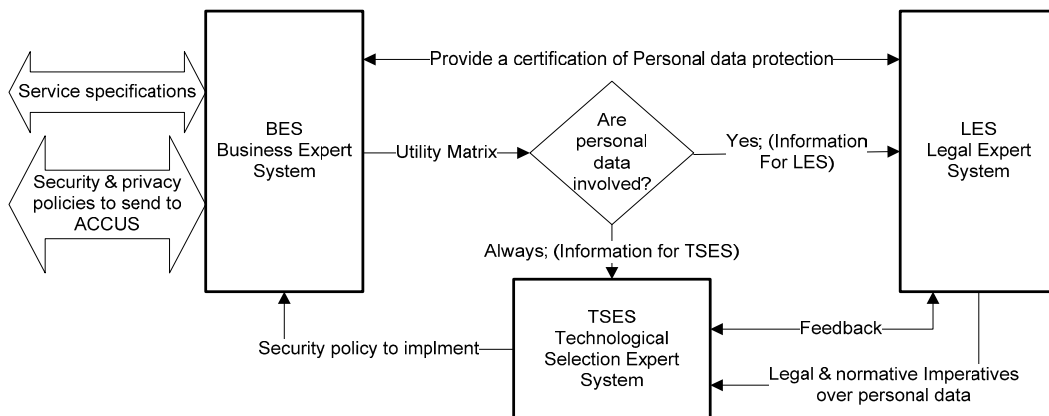 Provide a certification of Personal data protection
Service specifications
BES
Business Expert
System
Utility Matrix
Are
personal
data
involved?
Yes; (Information
For LES)
LES
Legal Expert
System
Security & privacy
policies to send to
ACCUS
Always; (Information for TSES)
TSES
Technological
Selection Expert
System
Security policy to implment
Feedback
Legal & normative Imperatives
over personal data